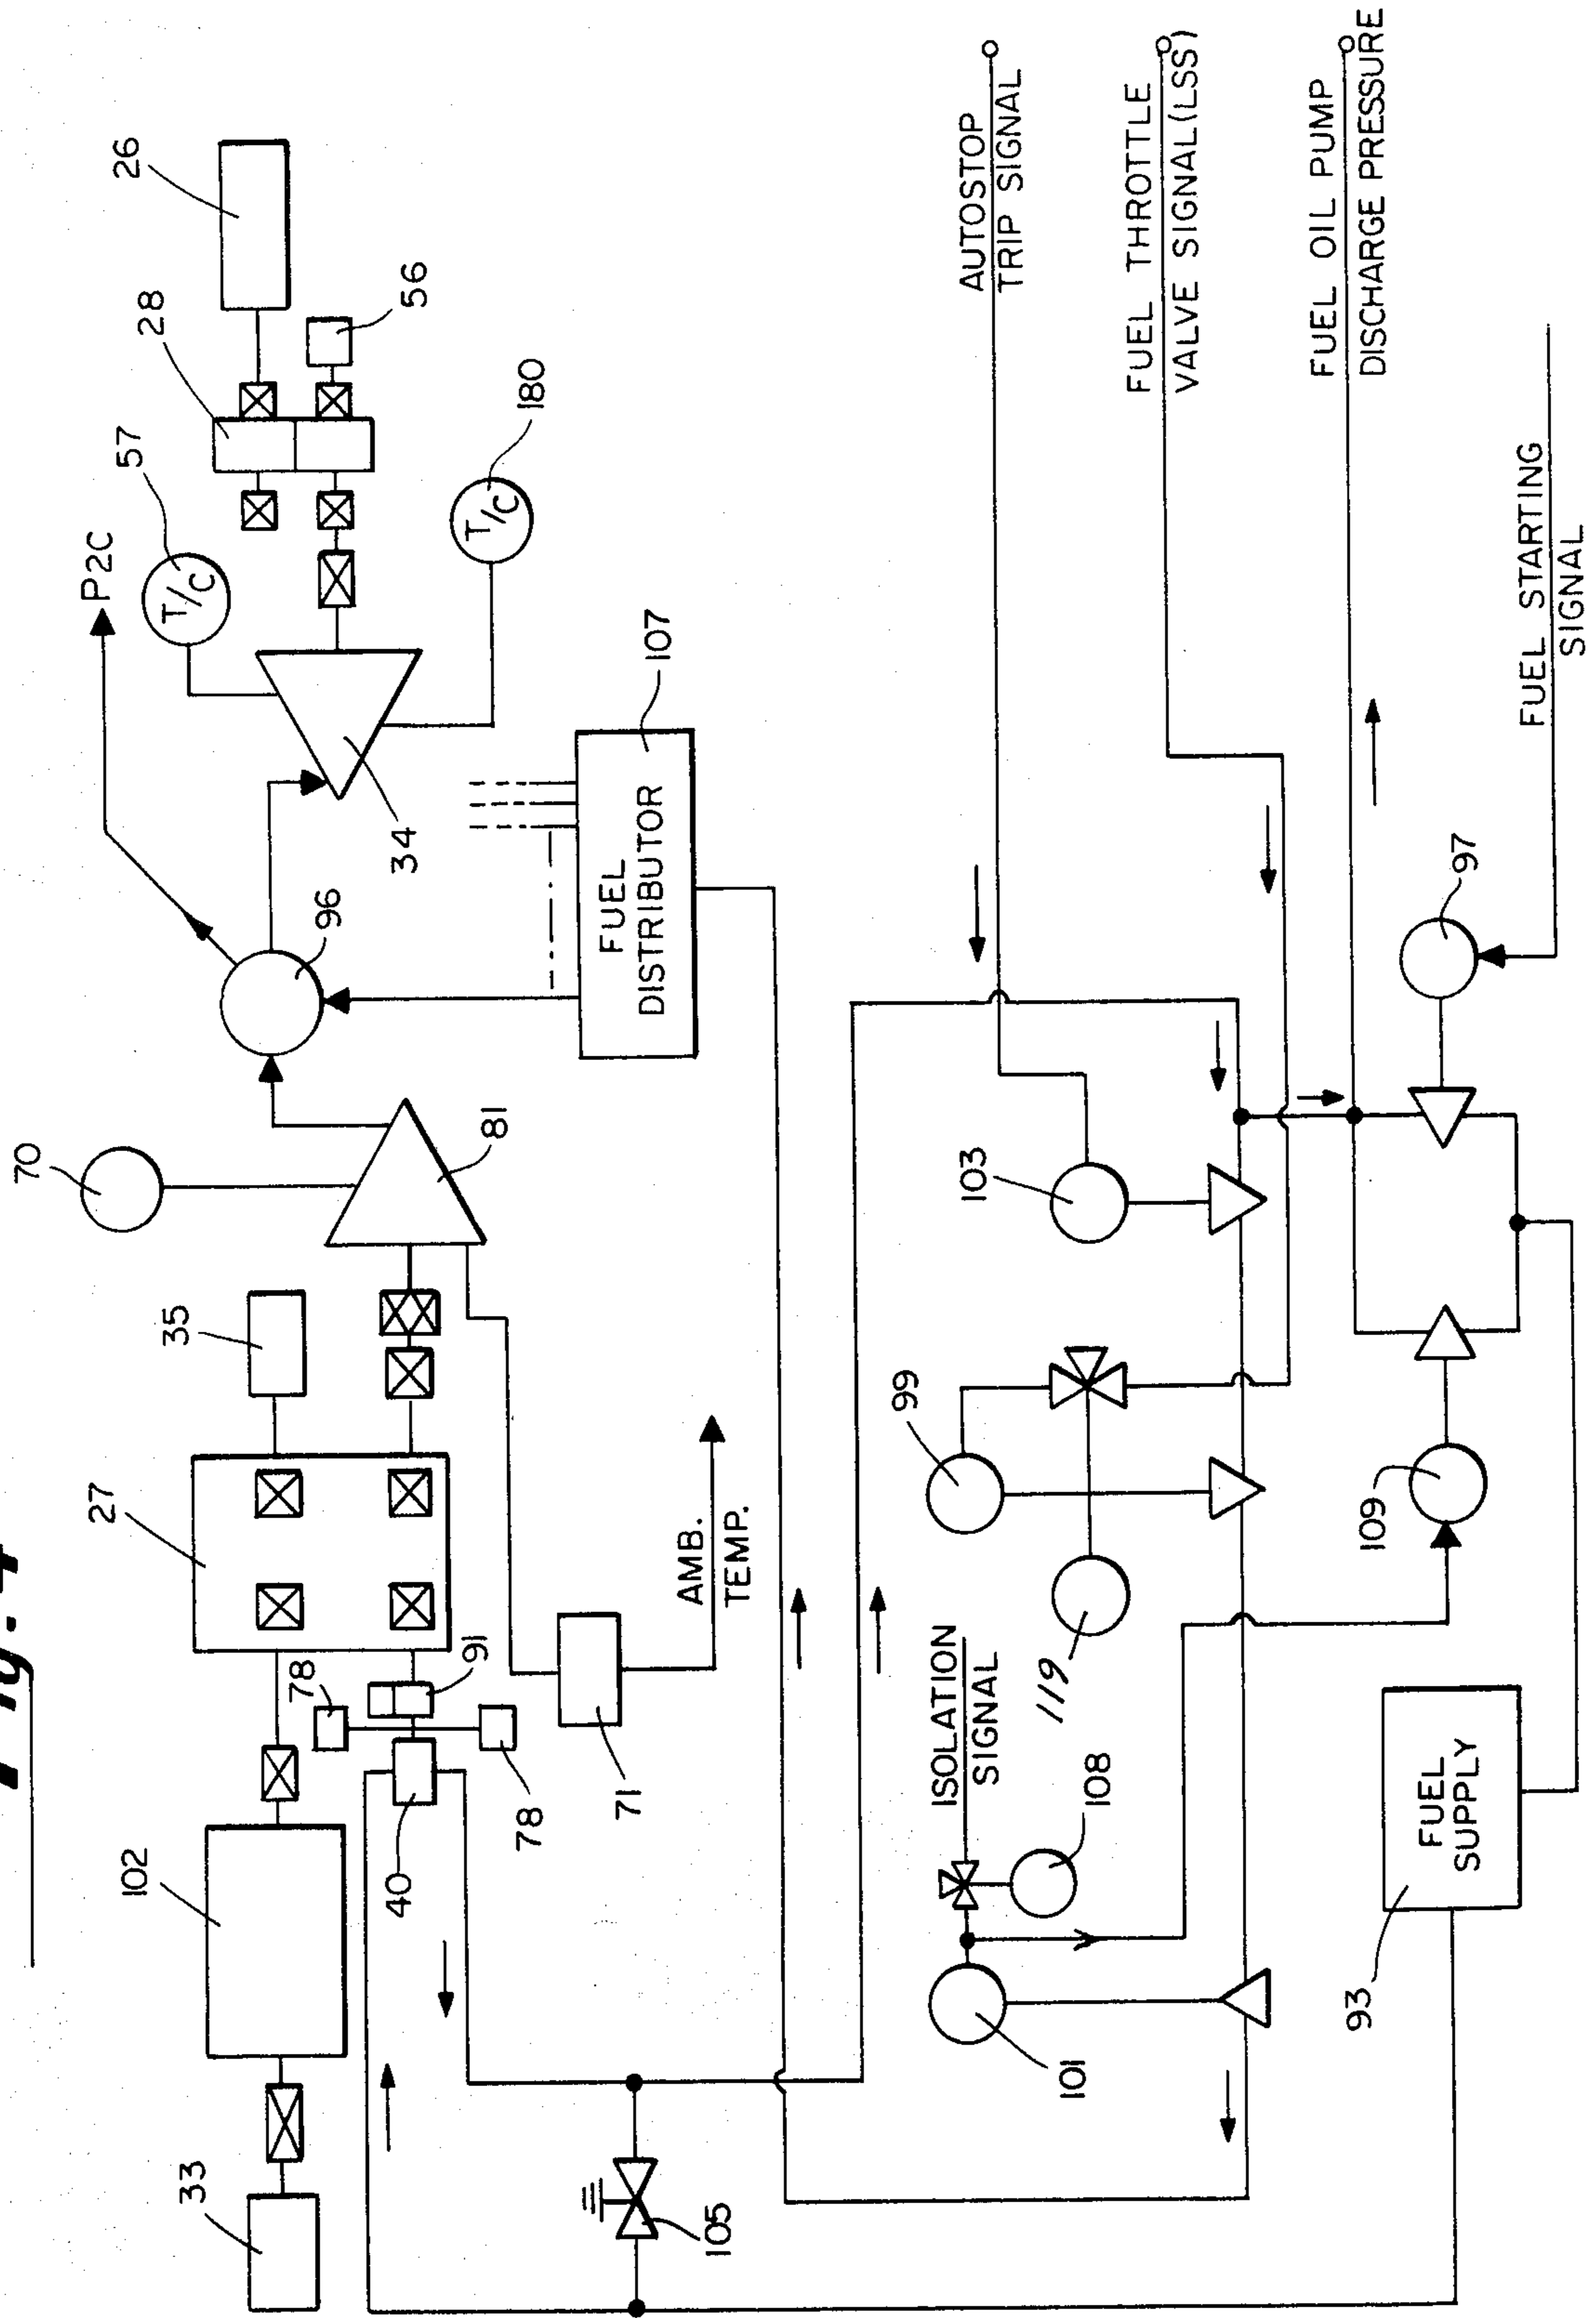 Fig. 4
33
102
78
27
35
70
P2C
57
28
26
40
91
78
81
96
34
T/C
56
T/C
180
105
71
AMB.
TEMP.
FUEL
DISTRIBUTOR
107
101
108
ISOLATION
SIGNAL
119
99
103
AUTOSTOP
TRIP SIGNAL
FUEL THROTTLE
VALVE SIGNAL(LSS)
FUEL OIL PUMP
DISCHARGE PRESSURE
93
FUEL
SUPPLY
109
97
FUEL STARTING
SIGNAL